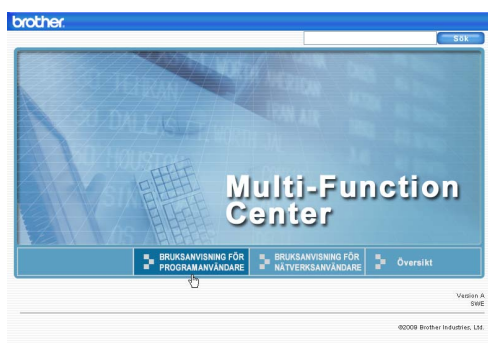 brother.
Sök
Multi-Function
Center
BRUKSANVISNING FÖR
PROGRAMANVÄNDARE
BRUKSANVISNING FÖR
NÄTVERKSANVÄNDARE
Översikt
Version A
SWE
©2009 Brother Industries, Ltd.